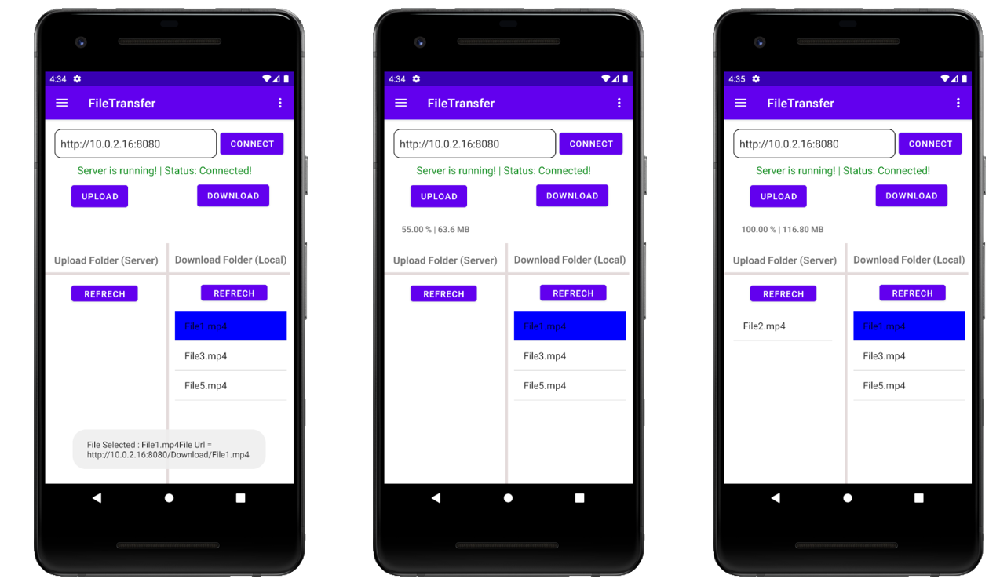 4:34
FileTransfer
http://10.0.2.16:8080 CONNECT
Server is running! | Status: Connected!
UPLOAD DOWNLOAD
Upload Folder (Server) Download Folder (Local)
REFRECH REFRECH
File1.mp4
File3.mp4
File5.mp4
File Selected : File1.mp4File Url =
http://10.0.2.16:8080/Download/File1.mp4
4:34
FileTransfer
http://10.0.2.16:8080 CONNECT
Server is running! | Status: Connected!
UPLOAD DOWNLOAD
55.00 % | 63.6 MB
Upload Folder (Server) Download Folder (Local)
REFRECH REFRECH
File1.mp4
File3.mp4
File5.mp4
4:35
FileTransfer
http://10.0.2.16:8080 CONNECT
Server is running! | Status: Connected!
UPLOAD DOWNLOAD
100.00 % | 116.80 MB
Upload Folder (Server) Download Folder (Local)
REFRECH REFRECH
File2.mp4 File1.mp4
File3.mp4
File5.mp4